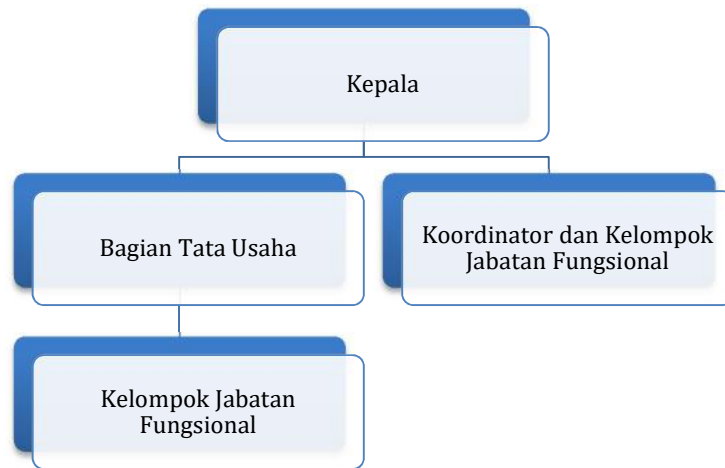 Kepala
Bagian Tata Usaha
Koordinator dan Kelompok
Jabatan Fungsional
Kelompok Jabatan
Fungsional